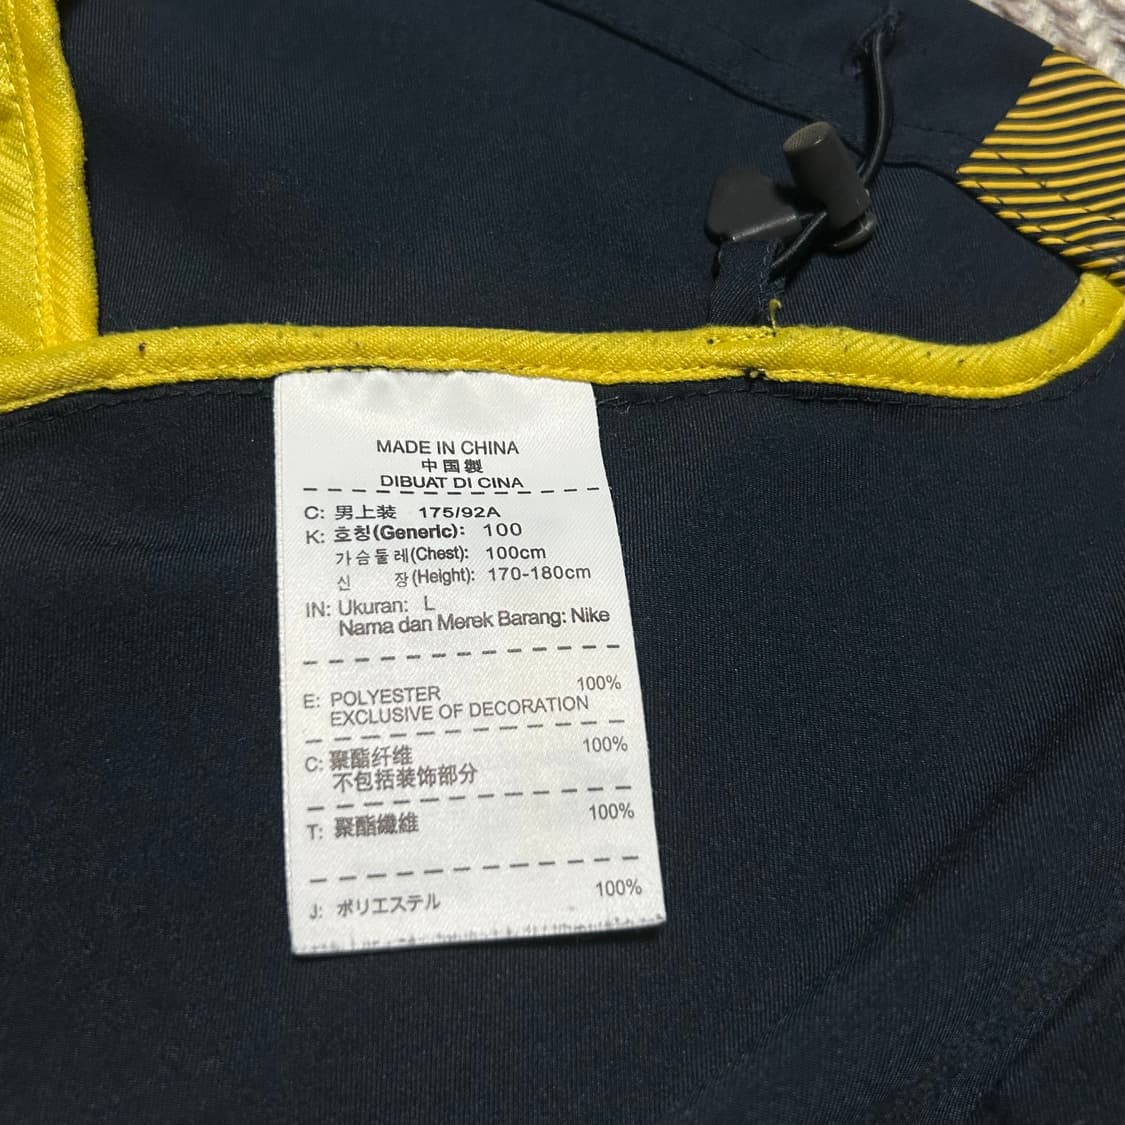 MADE IN CHINA
中国製
DIBUAT DI CINA
C: 男上装 175/92A
K: 호칭(Generic): 100
가슴둘레(Chest): 100cm
신 장(Height): 170-180cm
IN: Ukuran: L
Nama dan Merek Barang: Nike
E: POLYESTER 100%
EXCLUSIVE OF DECORATION
C: 聚酯纤维 100%
不包括装饰部分
T: 聚酯纖維 100%
J: ポリエステル 100%